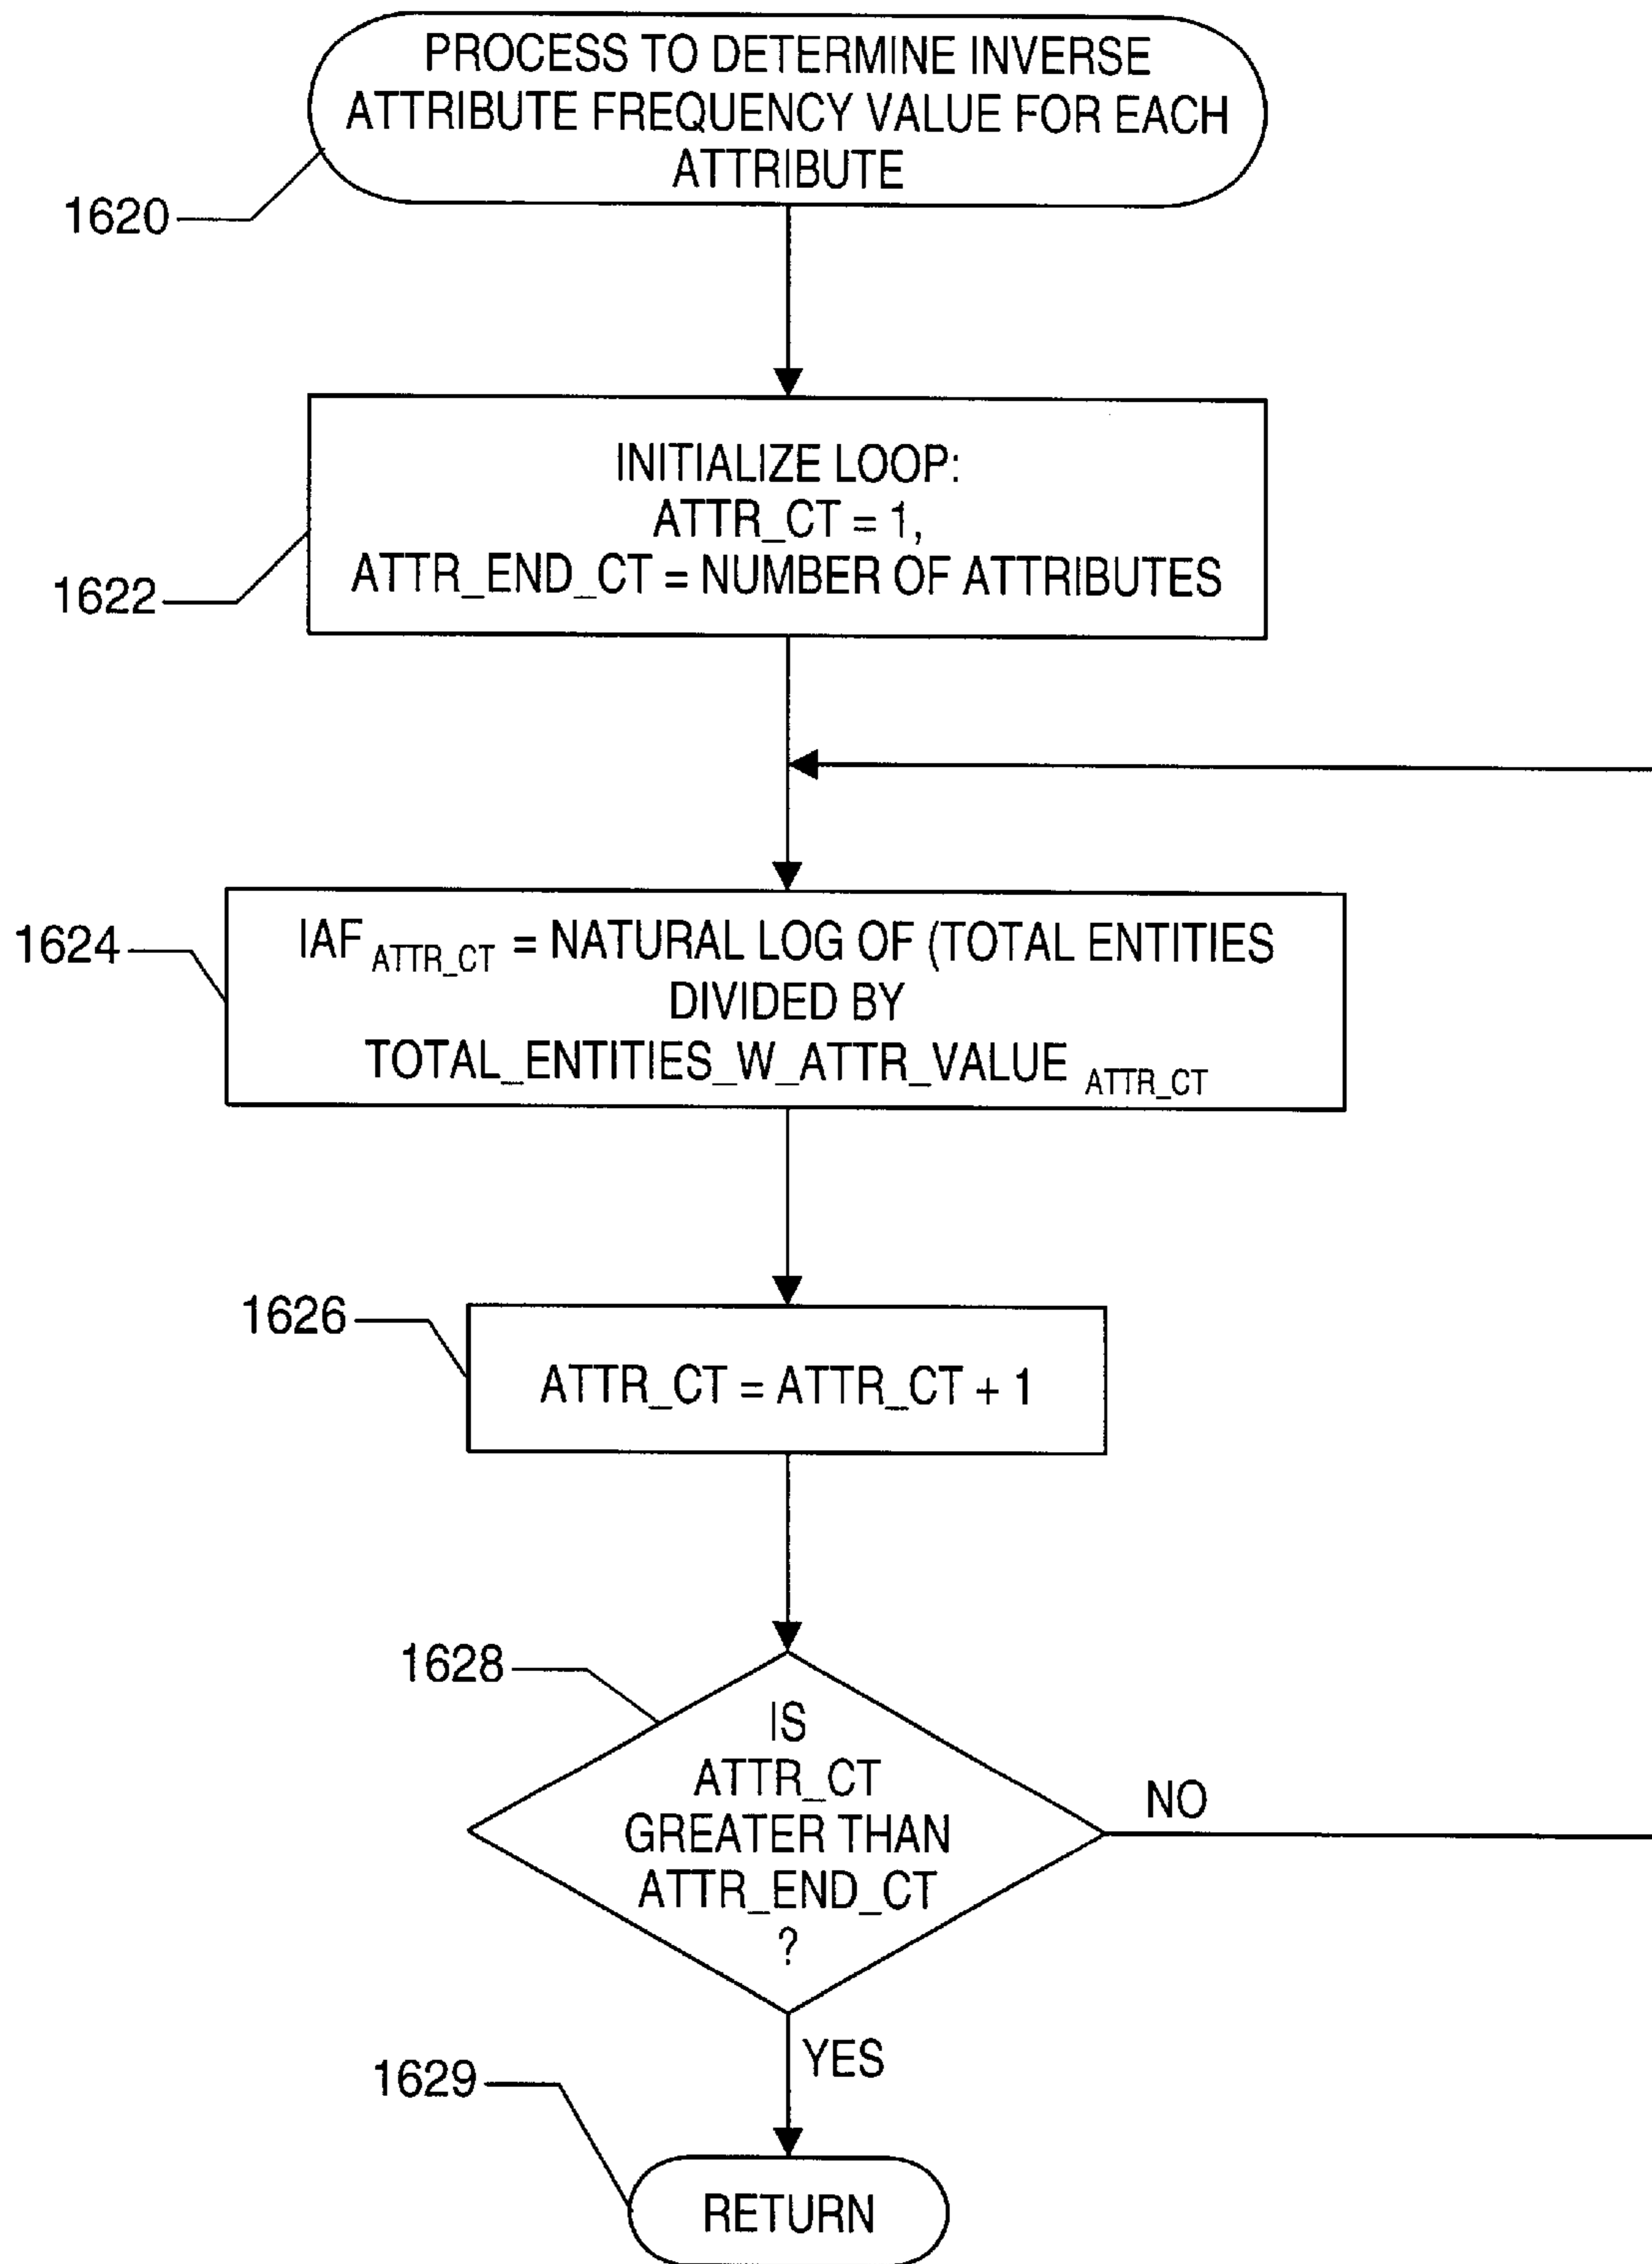 PROCESS TO DETERMINE INVERSE
ATTRIBUTE FREQUENCY VALUE FOR EACH
ATTRIBUTE
1620
INITIALIZE LOOP:
ATTR_CT = 1,
ATTR_END_CT = NUMBER OF ATTRIBUTES
1622
1624
IAF ATTR_CT = NATURAL LOG OF (TOTAL ENTITIES
DIVIDED BY
TOTAL_ENTITIES_W_ATTR_VALUE ATTR_CT
1626
ATTR_CT = ATTR_CT + 1
1628
IS
ATTR_CT
GREATER THAN
ATTR_END_CT
?
NO
YES
1629
RETURN